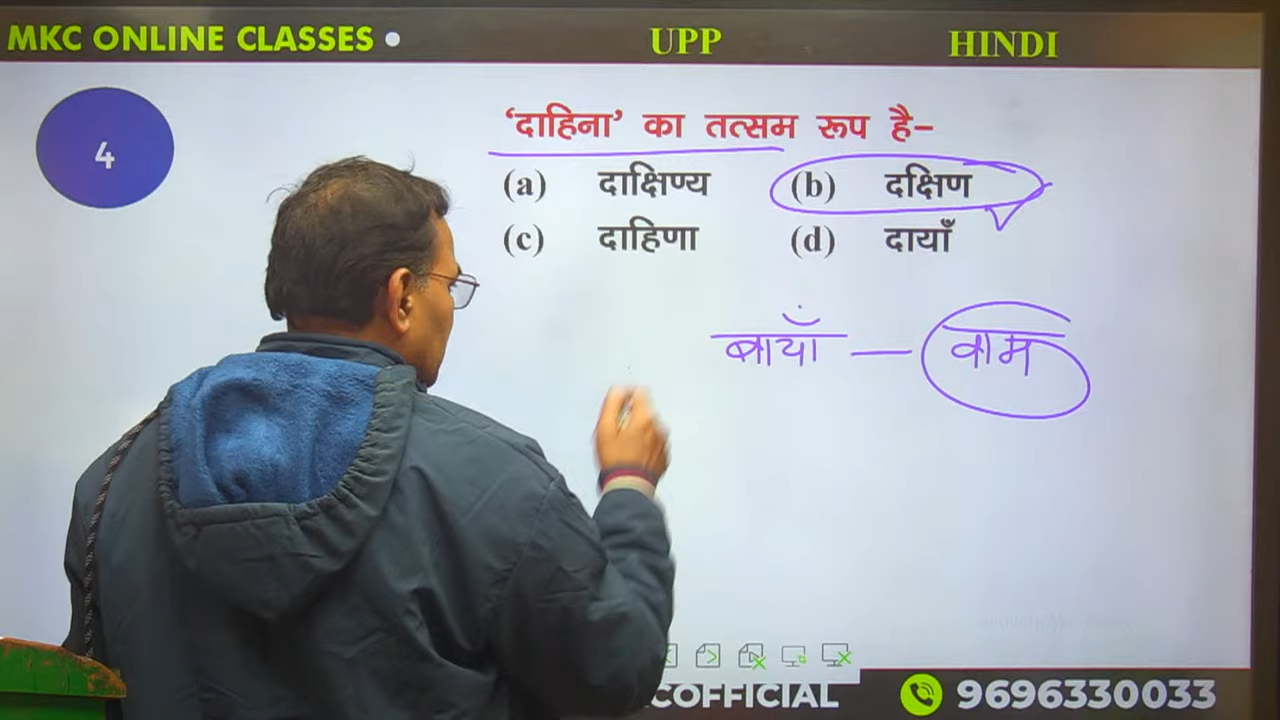 MKC ONLINE CLASSES • UPP HINDI
4
‘दाहिना’ का तत्सम रूप है–
(a) दाक्षिण्य (b) दक्षिण
(c) दाहिणा (d) दायाँ
बायाँ — वाम
COFFICIAL 9696330033